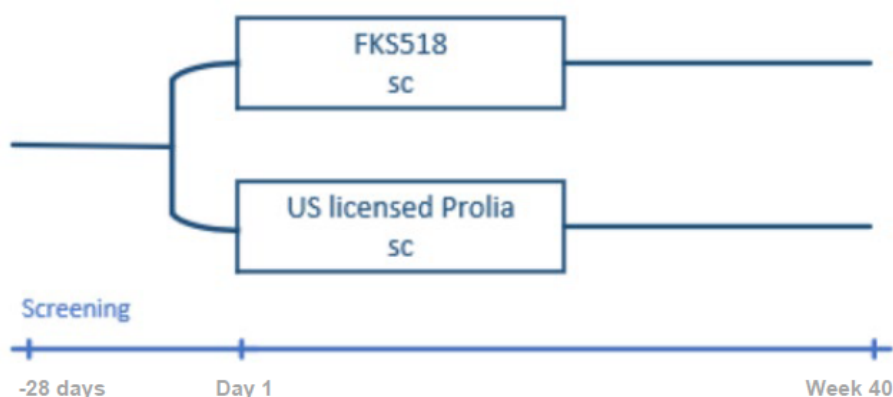 FKS518
sc
US licensed Prolia
sc
Screening
-28 days Day 1 Week 40